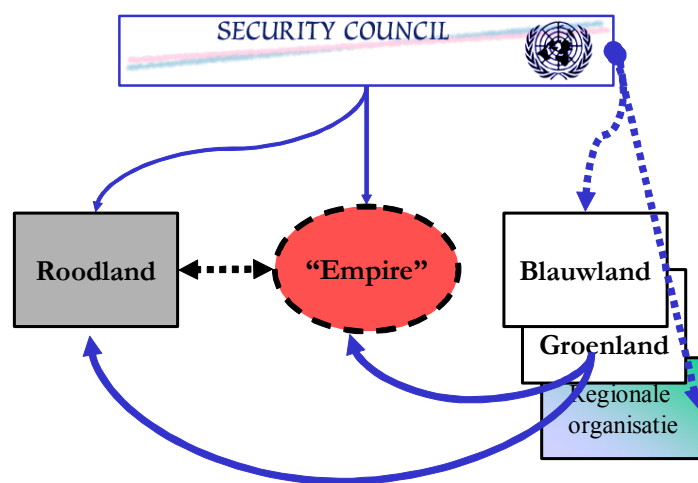 SECURITY COUNCIL
Roodland
“Empire”
Blauwland
Groenland
Regionale
organisatie